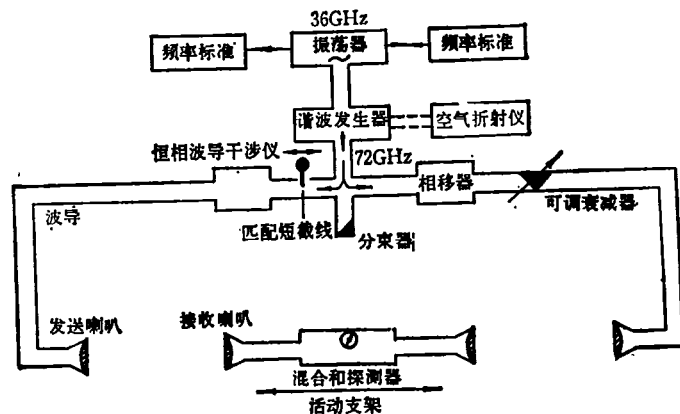 36GHz
频率标准
振荡器
频率标准
谐波发生器
空气折射仪
恒相波导干涉仪
72GHz
相移器
波导
匹配短截线
分束器
可调衰减器
发送喇叭
接收喇叭
混合和探测器
活动支架